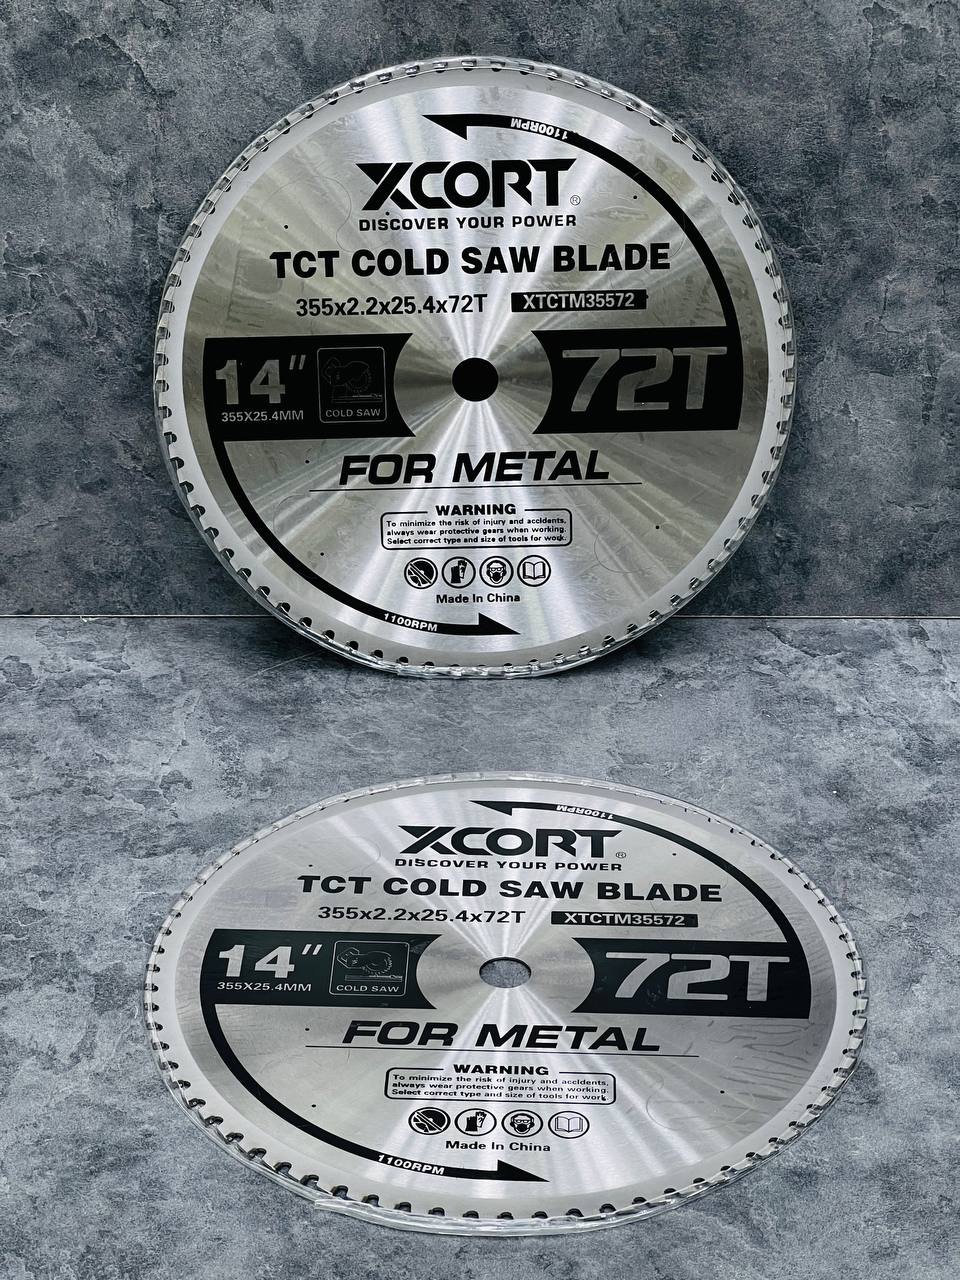 1100RPM
XCORT®
DISCOVER YOUR POWER
TCT COLD SAW BLADE
355x2.2x25.4x72T XTCTM35572
14" 72T
355X25.4MM COLD SAW
FOR METAL
WARNING
To minimize the risk of injury and accidents,
always wear protective gears when working.
Select correct type and size of tools for work.
Made In China
1100RPM
1100RPM
XCORT®
DISCOVER YOUR POWER
TCT COLD SAW BLADE
355x2.2x25.4x72T XTCTM35572
14" 72T
355X25.4MM COLD SAW
FOR METAL
WARNING
To minimize the risk of injury and accidents,
always wear protective gears when working.
Select correct type and size of tools for work.
Made In China
1100RPM